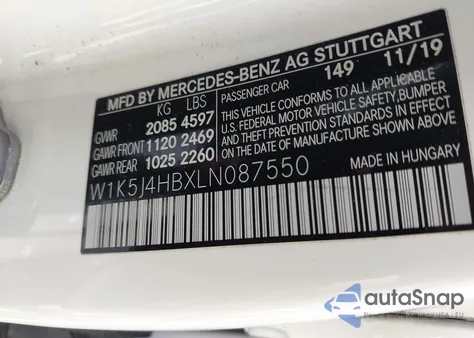 MFD BY MERCEDES-BENZ AG STUTTGART
KG LBS
PASSENGER CAR 149 11/19
GVWR 2085 4597
GAWR FRONT 1120 2469
GAWR REAR 1025 2260
THIS VEHICLE CONFORMS TO ALL APPLICABLE
U.S. FEDERAL MOTOR VEHICLE SAFETY, BUMPER
AND THEFT PREVENTION STANDARDS IN EFFECT
ON THE DATE OF MANUFACTURE SHOWN ABOVE.
W1K5J4HBXLN087550
MADE IN HUNGARY
autoSnap